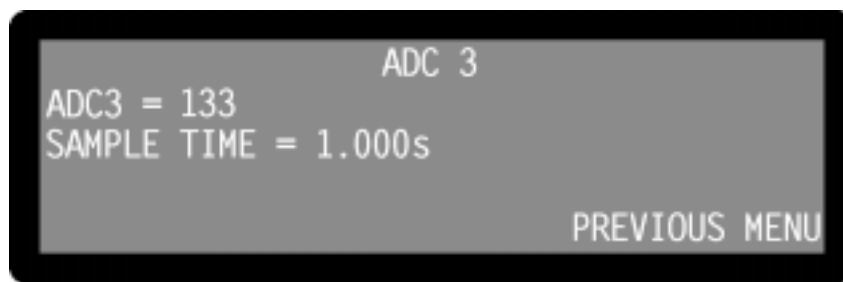 ADC 3
ADC3 = 133
SAMPLE TIME = 1.000s
PREVIOUS MENU